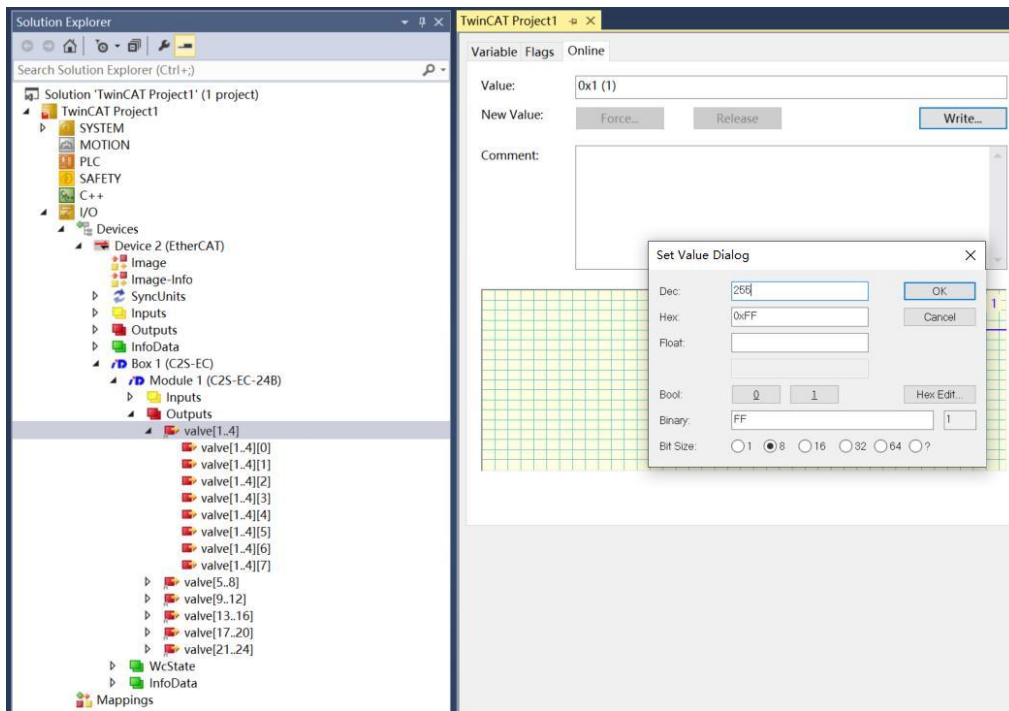 Solution Explorer
Search Solution Explorer (Ctrl+;)
Solution 'TwinCAT Project1' (1 project)
TwinCAT Project1
SYSTEM
MOTION
PLC
SAFETY
C++
I/O
Devices
Device 2 (EtherCAT)
Image
Image-Info
SyncUnits
Inputs
Outputs
InfoData
Box 1 (C2S-EC)
Module 1 (C2S-EC-24B)
Inputs
Outputs
valve[1..4]
valve[1..4][0]
valve[1..4][1]
valve[1..4][2]
valve[1..4][3]
valve[1..4][4]
valve[1..4][5]
valve[1..4][6]
valve[1..4][7]
valve[5..8]
valve[9..12]
valve[13..16]
valve[17..20]
valve[21..24]
WcState
InfoData
Mappings
TwinCAT Project1
Variable Flags Online
Value: 0x1 (1)
New Value: Force... Release Write...
Comment:
Set Value Dialog
Dec: 255 OK
Hex: 0xFF Cancel
Float:
Bool: 0 1 Hex Edit...
Binary: FF 1
Bit Size: 1 8 16 32 64 ?
1